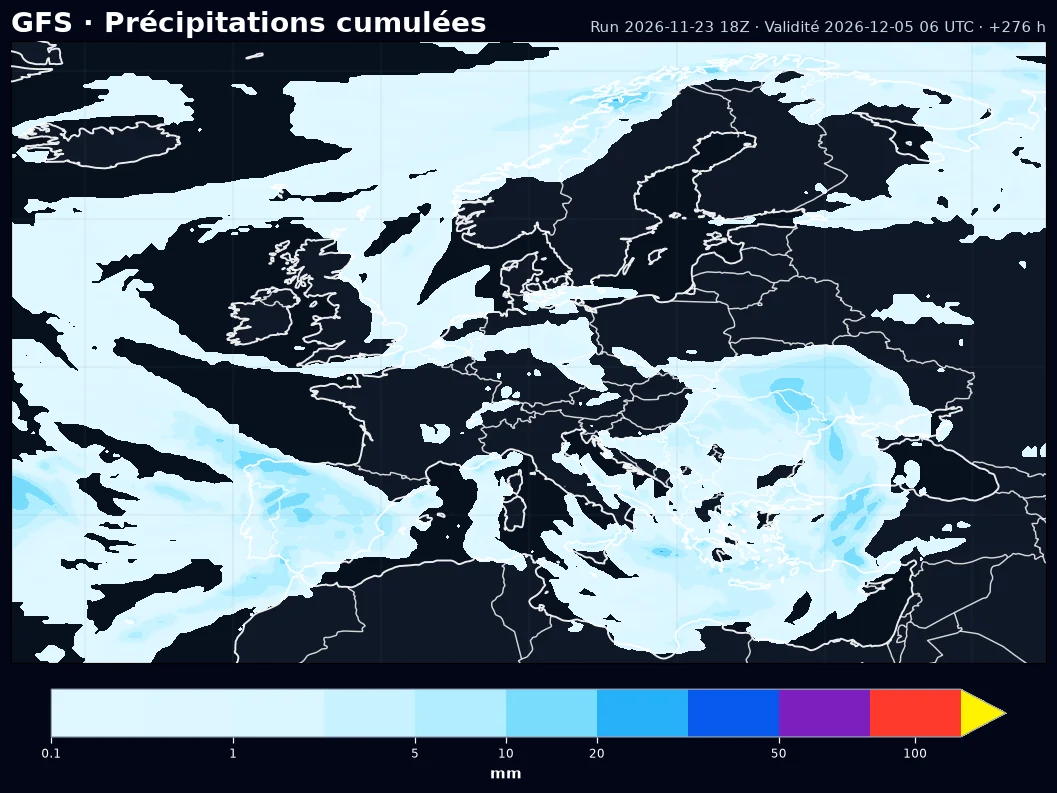 GFS · Précipitations cumulées
Run 2026-11-23 18Z · Validité 2026-12-05 06 UTC · +276 h
0.1 1 5 10 20 50 100
mm